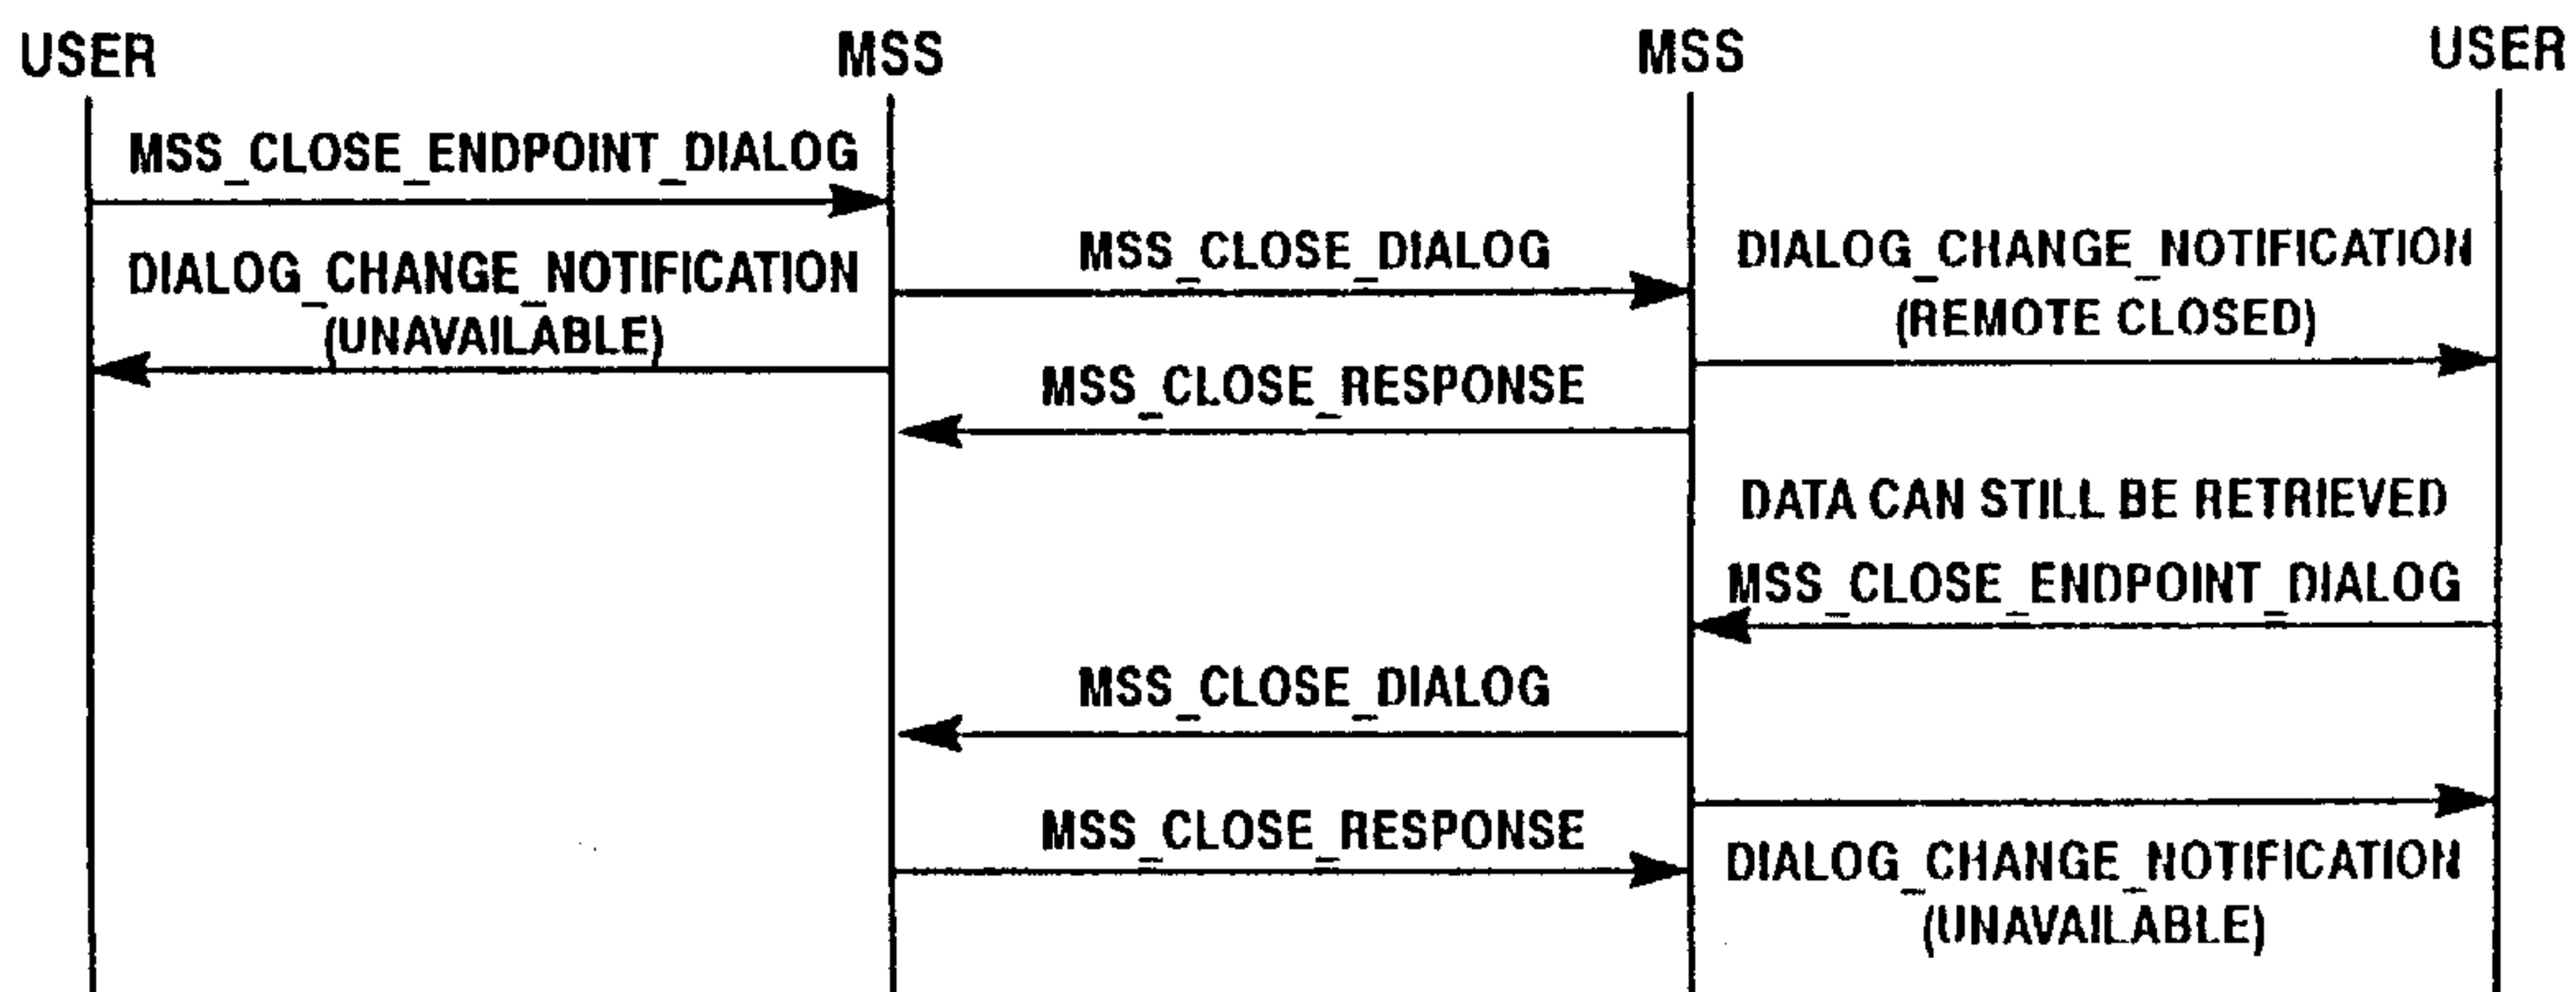 USER
MSS
MSS
USER
MSS_CLOSE_ENDPOINT_DIALOG
DIALOG_CHANGE_NOTIFICATION
(UNAVAILABLE)
MSS_CLOSE_DIALOG
DIALOG_CHANGE_NOTIFICATION
(REMOTE CLOSED)
MSS_CLOSE_RESPONSE
DATA CAN STILL BE RETRIEVED
MSS_CLOSE_ENDPOINT_DIALOG
MSS_CLOSE_DIALOG
MSS_CLOSE_RESPONSE
DIALOG_CHANGE_NOTIFICATION
(UNAVAILABLE)